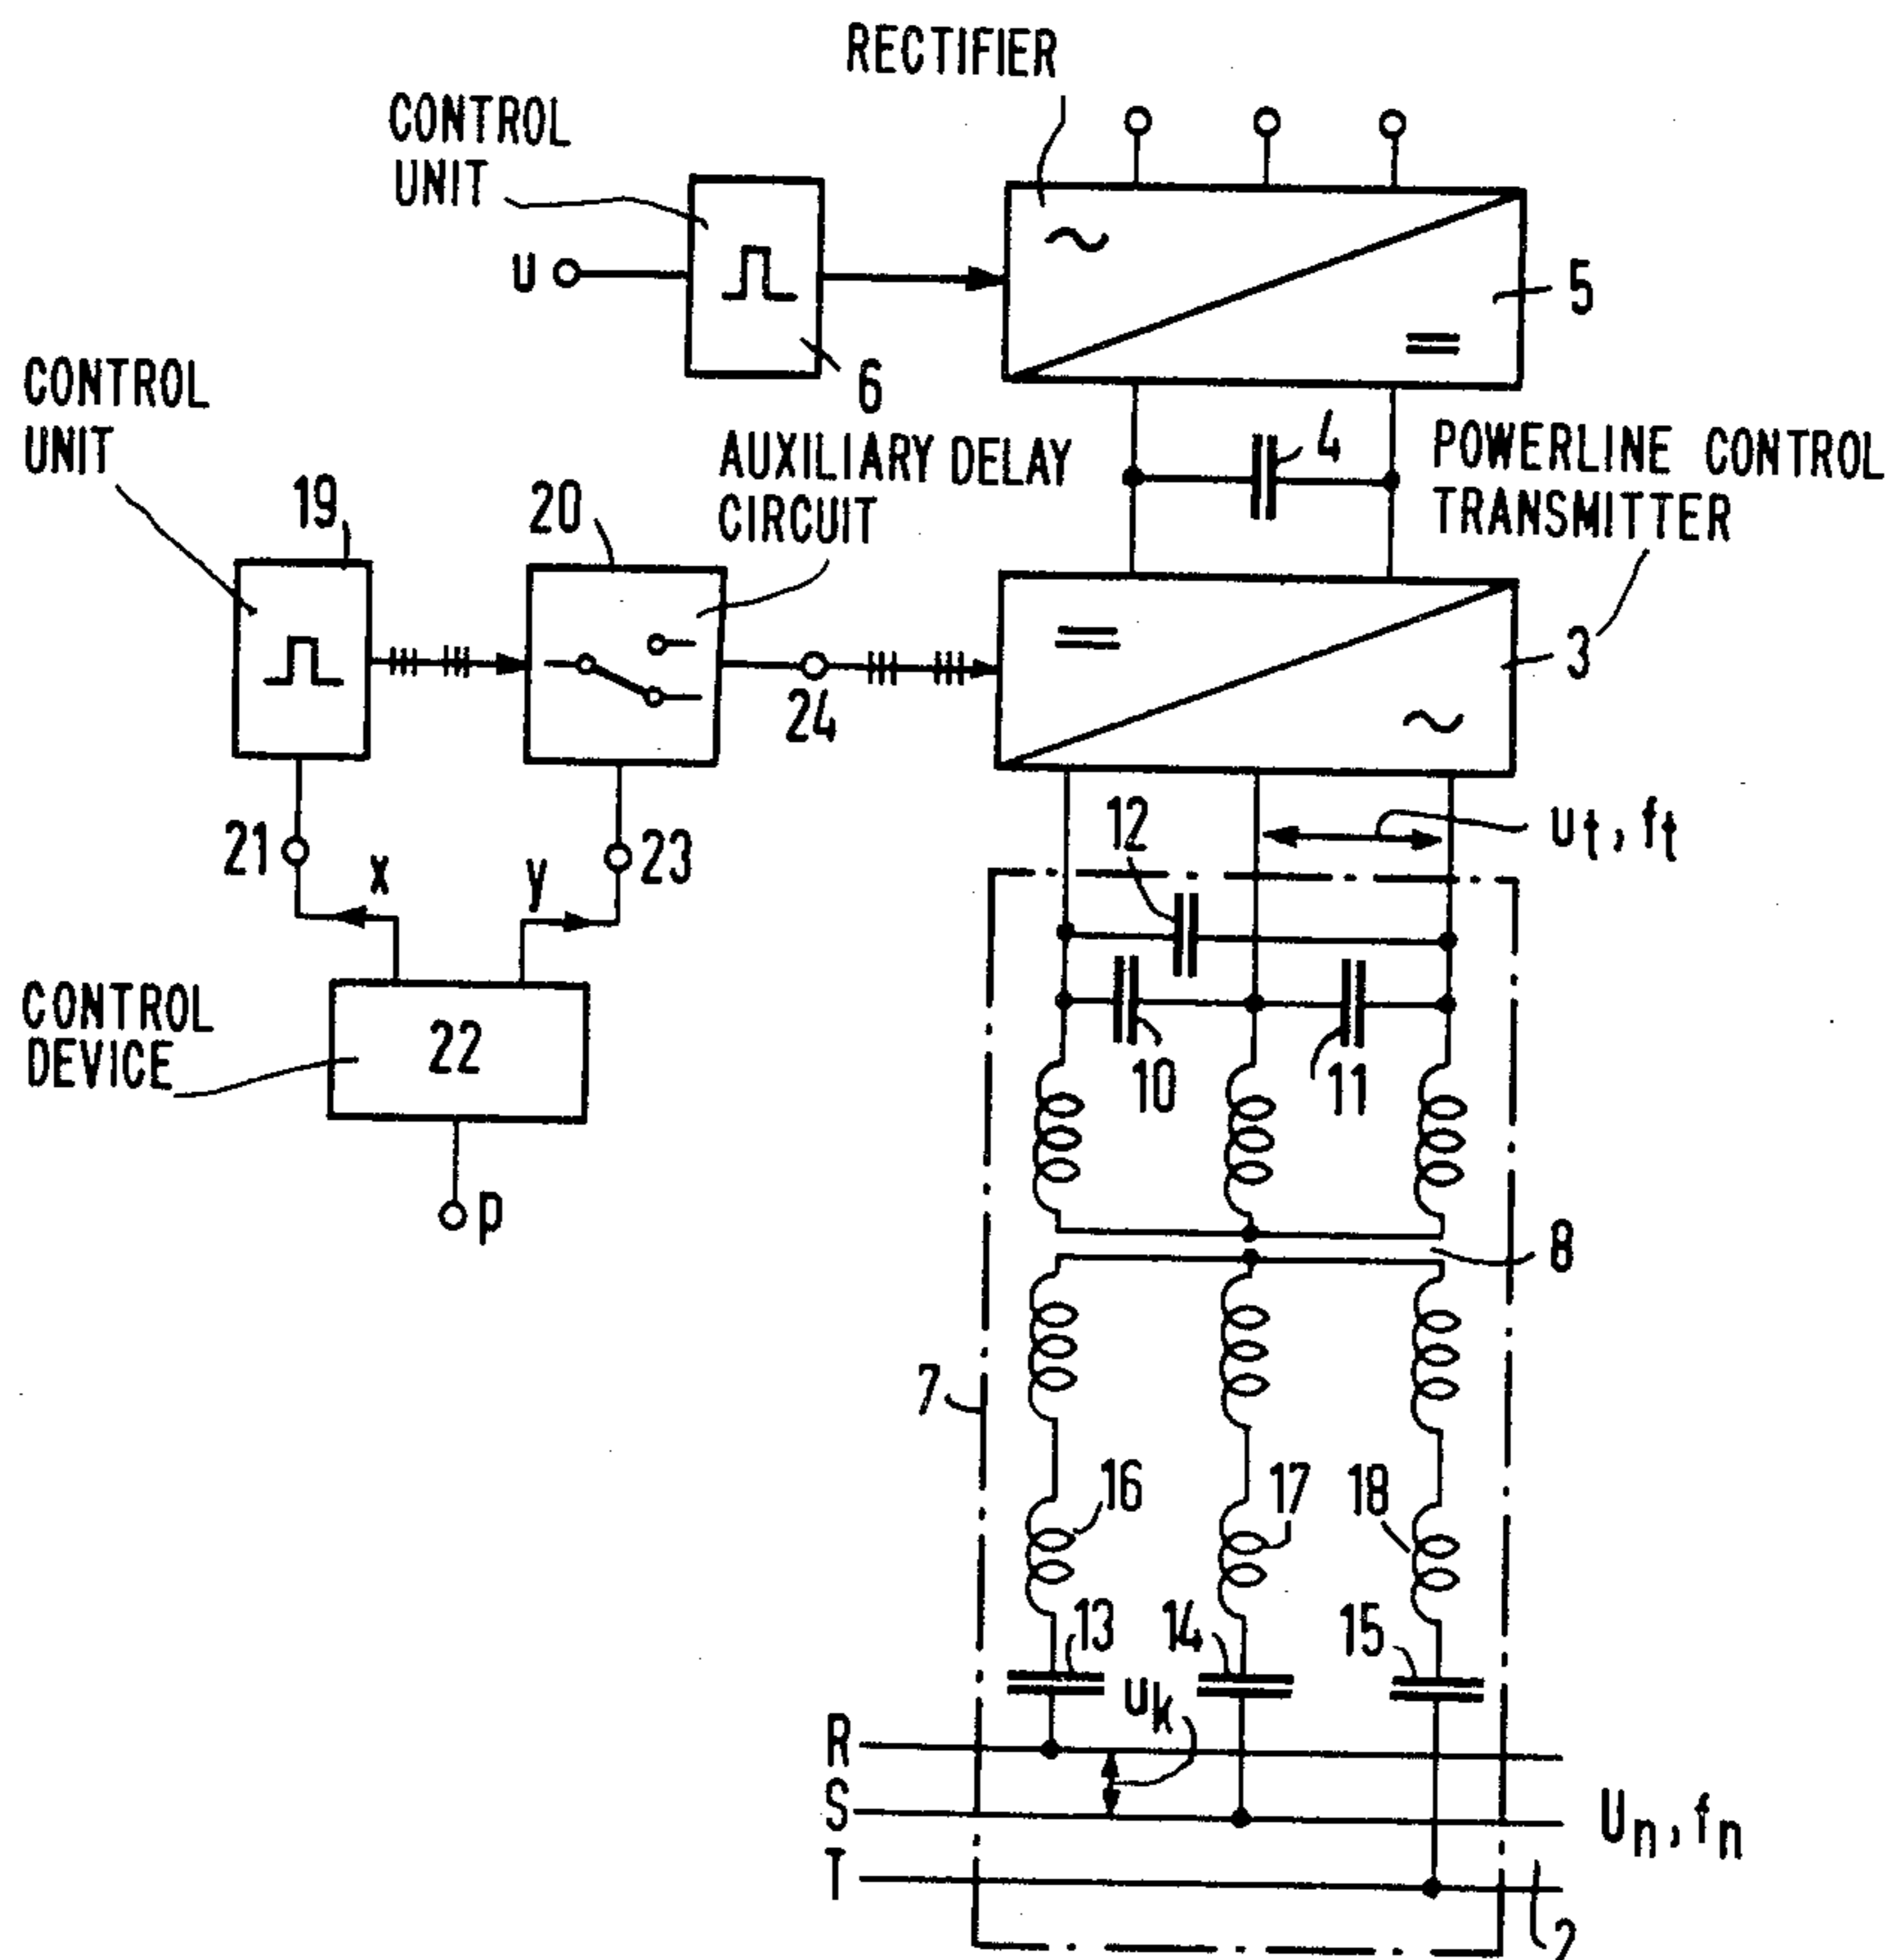 RECTIFIER
CONTROL
UNIT
U
5
6
CONTROL
UNIT
19
20
AUXILIARY DELAY
CIRCUIT
4
POWERLINE CONTROL
TRANSMITTER
3
24
21
x
y
23
12
Ut, ft
CONTROL
DEVICE
22
10
11
p
8
7
16
17
18
13
14
15
Uk
R
S
T
Un, fn
2